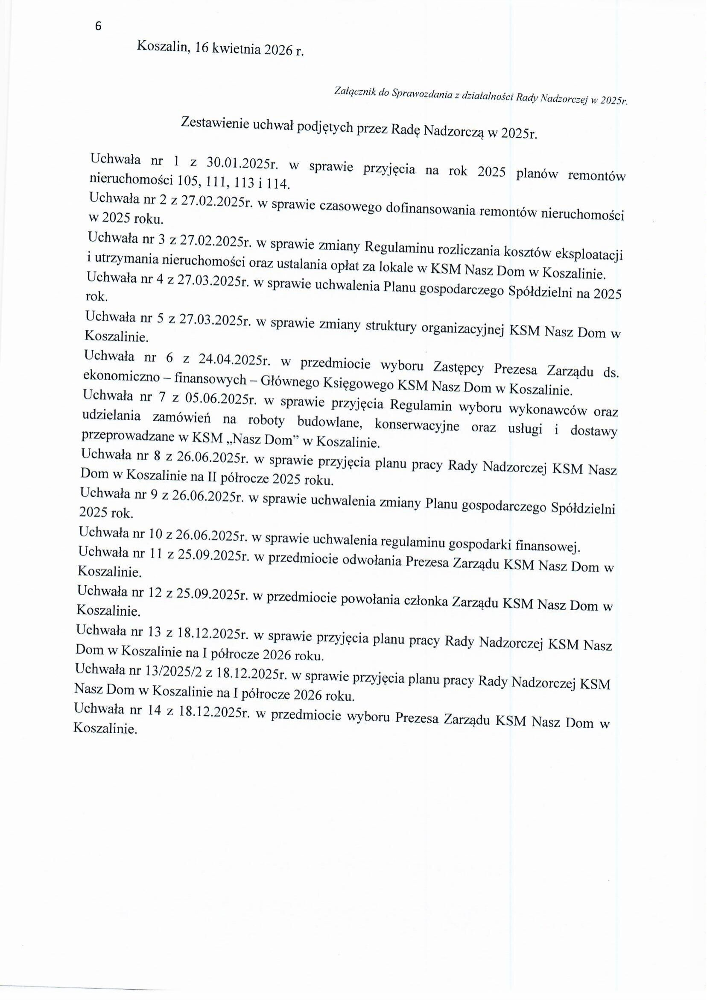 6
Koszalin, 16 kwietnia 2026 r.
Załącznik do Sprawozdania z działalności Rady Nadzorczej w 2025r.
Zestawienie uchwał podjętych przez Radę Nadzorczą w 2025r.
Uchwała nr 1 z 30.01.2025r. w sprawie przyjęcia na rok 2025 planów remontów
nieruchomości 105, 111, 113 i 114.
Uchwała nr 2 z 27.02.2025r. w sprawie czasowego dofinansowania remontów nieruchomości
w 2025 roku.
Uchwała nr 3 z 27.02.2025r. w sprawie zmiany Regulaminu rozliczania kosztów eksploatacji
i utrzymania nieruchomości oraz ustalania opłat za lokale w KSM Nasz Dom w Koszalinie.
Uchwała nr 4 z 27.03.2025r. w sprawie uchwalenia Planu gospodarczego Spółdzielni na 2025
rok.
Uchwała nr 5 z 27.03.2025r. w sprawie zmiany struktury organizacyjnej KSM Nasz Dom w
Koszalinie.
Uchwała nr 6 z 24.04.2025r. w przedmiocie wyboru Zastępcy Prezesa Zarządu ds.
ekonomiczno – finansowych – Głównego Księgowego KSM Nasz Dom w Koszalinie.
Uchwała nr 7 z 05.06.2025r. w sprawie przyjęcia Regulamin wyboru wykonawców oraz
udzielania zamówień na roboty budowlane, konserwacyjne oraz usługi i dostawy
przeprowadzane w KSM „Nasz Dom” w Koszalinie.
Uchwała nr 8 z 26.06.2025r. w sprawie przyjęcia planu pracy Rady Nadzorczej KSM Nasz
Dom w Koszalinie na II półrocze 2025 roku.
Uchwała nr 9 z 26.06.2025r. w sprawie uchwalenia zmiany Planu gospodarczego Spółdzielni
2025 rok.
Uchwała nr 10 z 26.06.2025r. w sprawie uchwalenia regulaminu gospodarki finansowej.
Uchwała nr 11 z 25.09.2025r. w przedmiocie odwołania Prezesa Zarządu KSM Nasz Dom w
Koszalinie.
Uchwała nr 12 z 25.09.2025r. w przedmiocie powołania członka Zarządu KSM Nasz Dom w
Koszalinie.
Uchwała nr 13 z 18.12.2025r. w sprawie przyjęcia planu pracy Rady Nadzorczej KSM Nasz
Dom w Koszalinie na I półrocze 2026 roku.
Uchwała nr 13/2025/2 z 18.12.2025r. w sprawie przyjęcia planu pracy Rady Nadzorczej KSM
Nasz Dom w Koszalinie na I półrocze 2026 roku.
Uchwała nr 14 z 18.12.2025r. w przedmiocie wyboru Prezesa Zarządu KSM Nasz Dom w
Koszalinie.